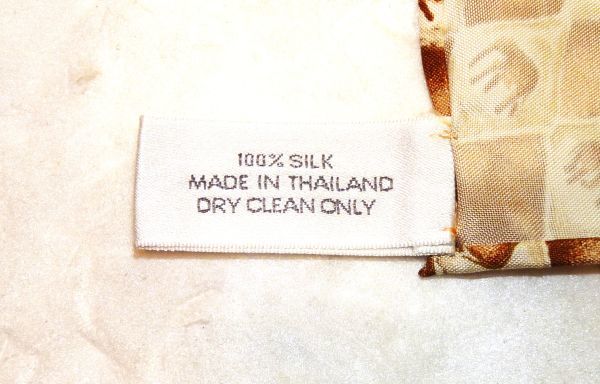 100% SILK
MADE IN THAILAND
DRY CLEAN ONLY